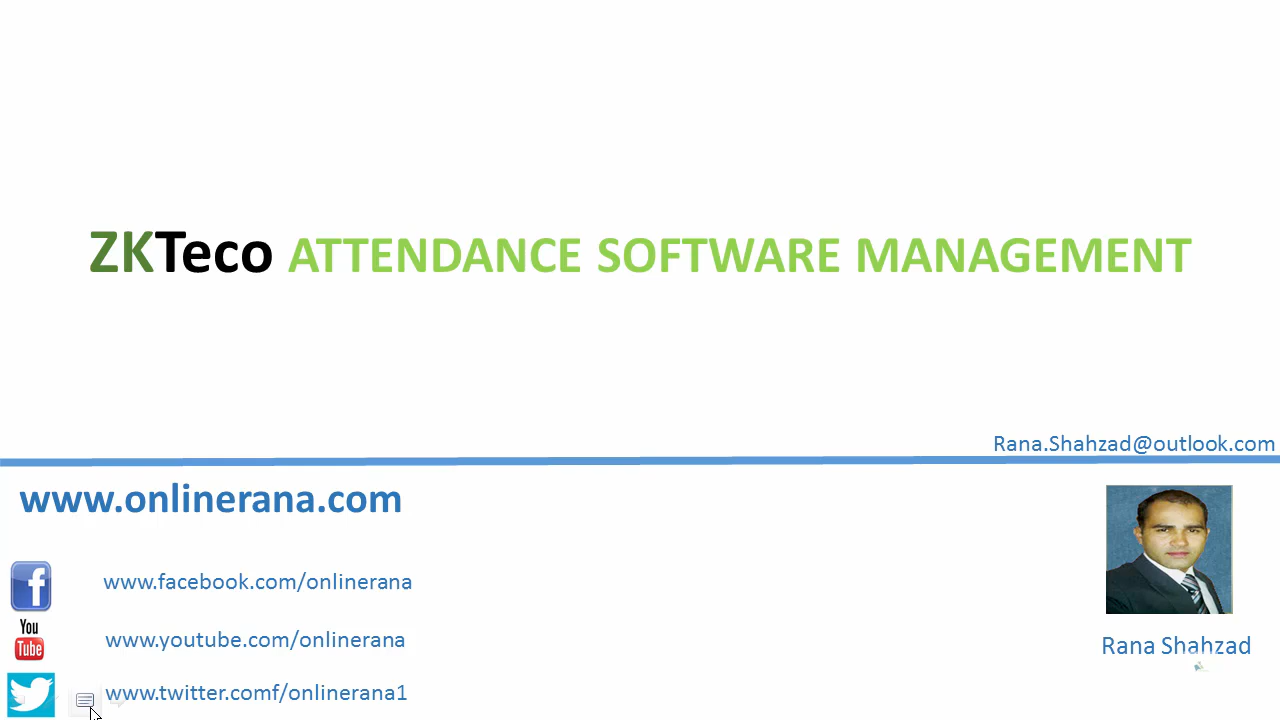 ZKTeco ATTENDANCE SOFTWARE MANAGEMENT
Rana.Shahzad@outlook.com
www.onlinerana.com
www.facebook.com/onlinerana
You
Tube
www.youtube.com/onlinerana
Rana Shahzad
www.twitter.comf/onlinerana1